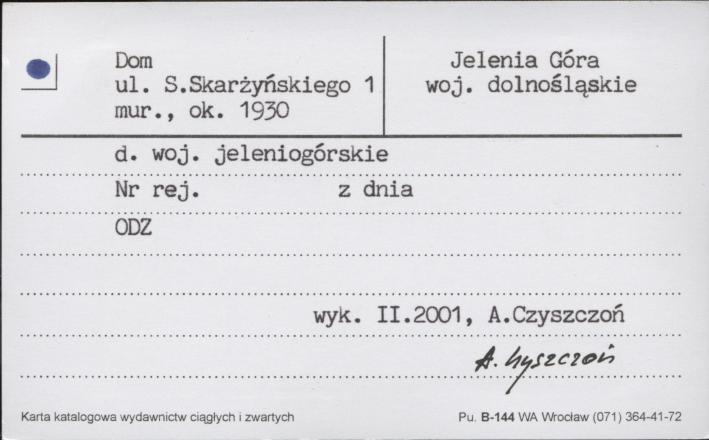 Dom
ul. S.Skarżyńskiego 1
mur., ok. 1930
Jelenia Góra
woj. dolnośląskie
d. woj. jeleniogórskie
Nr rej. z dnia
ODZ
wyk. II.2001, A.Czyszczoń
A. Czyszczoń
Karta katalogowa wydawnictw ciągłych i zwartych
Pu. B-144 WA Wrocław (071) 364-41-72